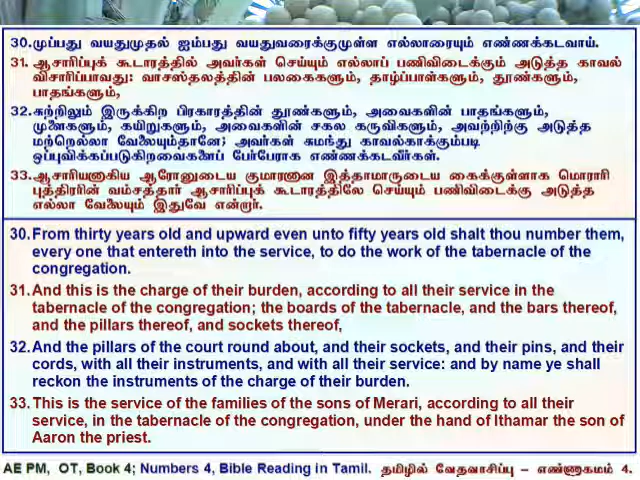 30.முப்பது வயதுமுதல் ஐம்பது வயதுவரைக்குமுள்ள எல்லாரையும் எண்ணக்கடவாய்.
31. ஆசாரிப்புக் கூடாரத்தில் அவர்கள் செய்யும் எல்லாப் பணிவிடைக்கும் அடுத்த காவல்
விசாரிப்பாவது: வாசஸ்தலத்தின் பலகைகளும், தாழ்ப்பாள்களும், தூண்களும்,
பாதங்களும்,
32.சுற்றிலும் இருக்கிற பிரகாரத்தின் தூண்களும், அவைகளின் பாதங்களும்,
முளைகளும், கயிறுகளும், அவைகளின் சகல கருவிகளும், அவற்றிற்கு அடுத்த
மற்றெல்லா வேலையும்தானே; அவர்கள் சுமந்து காவல்காக்கும்படி
ஒப்புவிக்கப்படுகிறவைகளைப் பேர்பேராக எண்ணக்கடவீர்கள்.
33.ஆசாரியனாகிய ஆரோனுடைய குமாரனான இத்தாமாருடைய கைக்குள்ளாக மெராரி
புத்திரரின் வம்சத்தார் ஆசாரிப்புக் கூடாரத்திலே செய்யும் பணிவிடைக்கு அடுத்த
எல்லா வேலையும் இதுவே என்றார்.
30.From thirty years old and upward even unto fifty years old shalt thou number them,
every one that entereth into the service, to do the work of the tabernacle of the
congregation.
31.And this is the charge of their burden, according to all their service in the
tabernacle of the congregation; the boards of the tabernacle, and the bars thereof,
and the pillars thereof, and sockets thereof,
32.And the pillars of the court round about, and their sockets, and their pins, and their
cords, with all their instruments, and with all their service: and by name ye shall
reckon the instruments of the charge of their burden.
33.This is the service of the families of the sons of Merari, according to all their
service, in the tabernacle of the congregation, under the hand of Ithamar the son of
Aaron the priest.
AE PM, OT, Book 4; Numbers 4, Bible Reading in Tamil. தமிழில் வேதவாசிப்பு – எண்ணாகமம் 4.